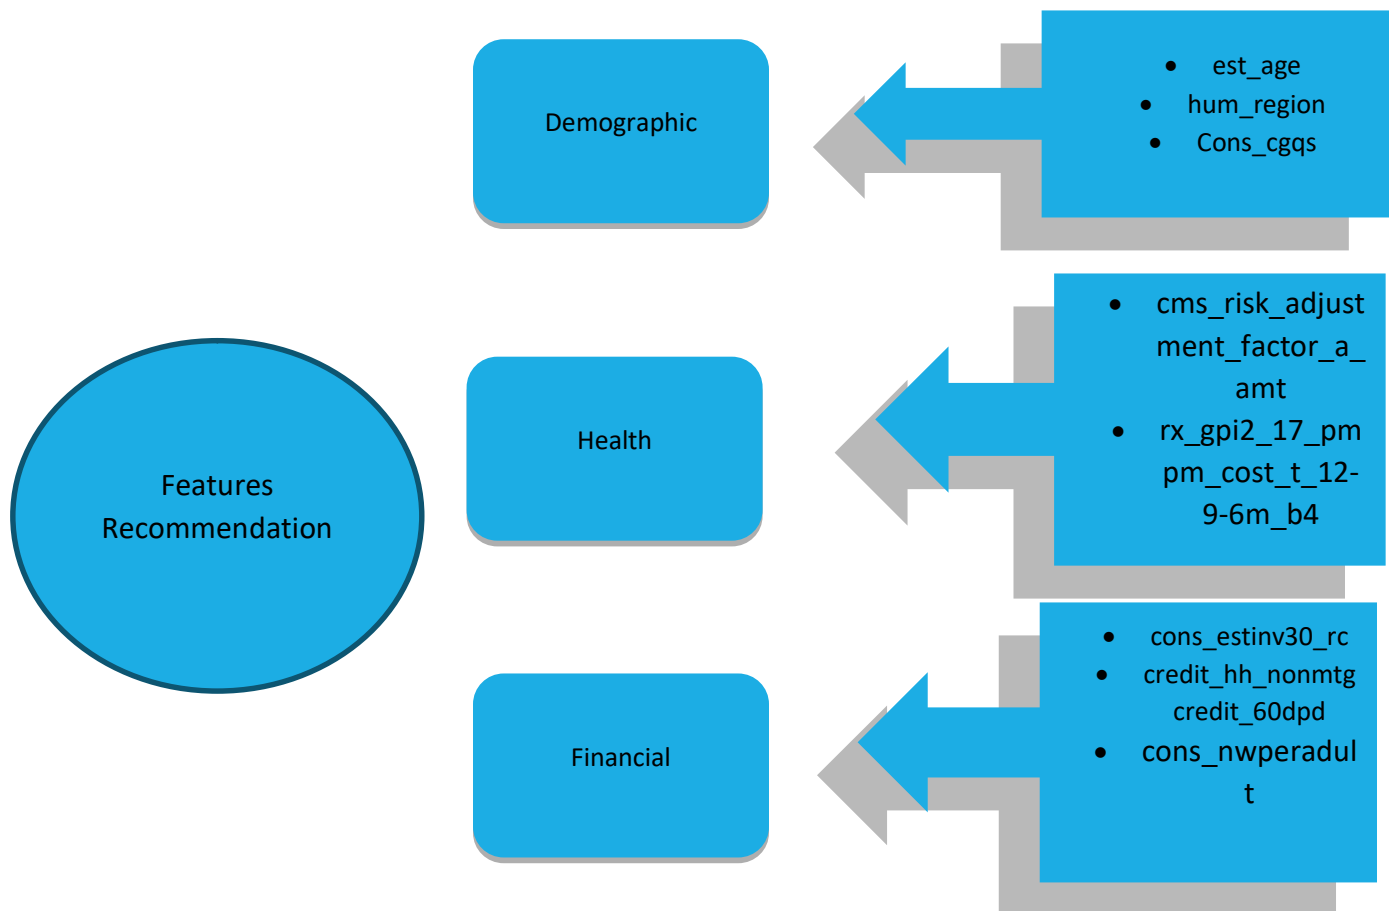 Demographic
• est_age
• hum_region
• Cons_cgqs
Features
Recommendation
Health
• cms_risk_adjust
ment_factor_a_
amt
• rx_gpi2_17_pm
pm_cost_t_12-
9-6m_b4
Financial
• cons_estinv30_rc
• credit_hh_nonmtg
credit_60dpd
• cons_nwperadul
t